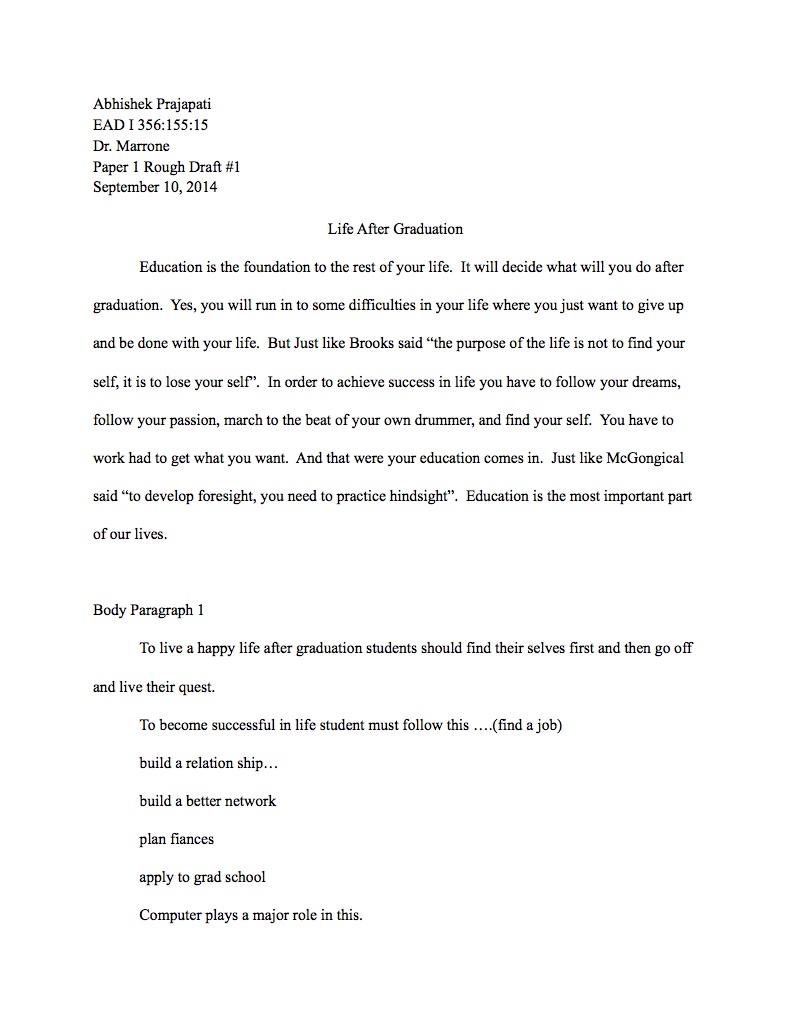 Abhishek Prajapati
EAD I 356:155:15
Dr. Marrone
Paper 1 Rough Draft #1
September 10, 2014
Life After Graduation
Education is the foundation to the rest of your life.  It will decide what will you do after
graduation.  Yes, you will run in to some difficulties in your life where you just want to give up
and be done with your life.  But Just like Brooks said “the purpose of the life is not to find your
self, it is to lose your self”.  In order to achieve success in life you have to follow your dreams,
follow your passion, march to the beat of your own drummer, and find your self.  You have to
work had to get what you want.  And that were your education comes in.  Just like McGongical
said “to develop foresight, you need to practice hindsight”.  Education is the most important part
of our lives.
Body Paragraph 1
To live a happy life after graduation students should find their selves first and then go off
and live their quest.
To become successful in life student must follow this ….(find a job)
build a relation ship…
build a better network
plan fiances
apply to grad school
Computer plays a major role in this.